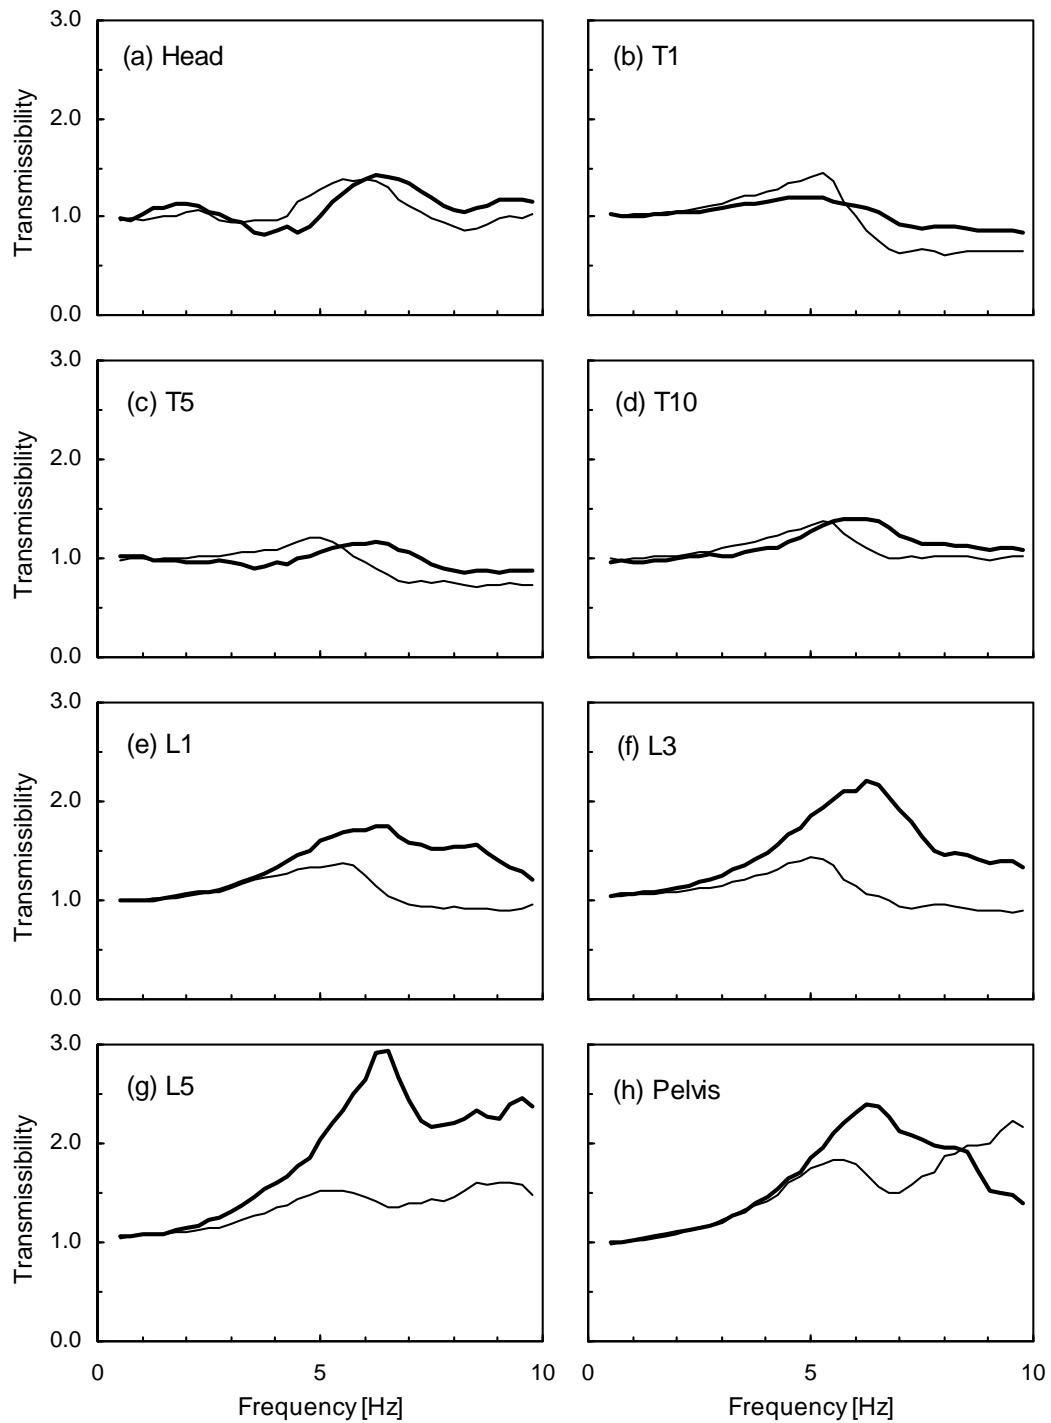 3.0
(a) Head
(b) T1
2.0
1.0
0.0
Transmissibility
3.0
(c) T5
(d) T10
2.0
1.0
0.0
Transmissibility
3.0
(e) L1
(f) L3
2.0
1.0
0.0
Transmissibility
3.0
(g) L5
(h) Pelvis
2.0
1.0
0.0
Transmissibility
0 5 10
0 5 10
Frequency [Hz]
Frequency [Hz]